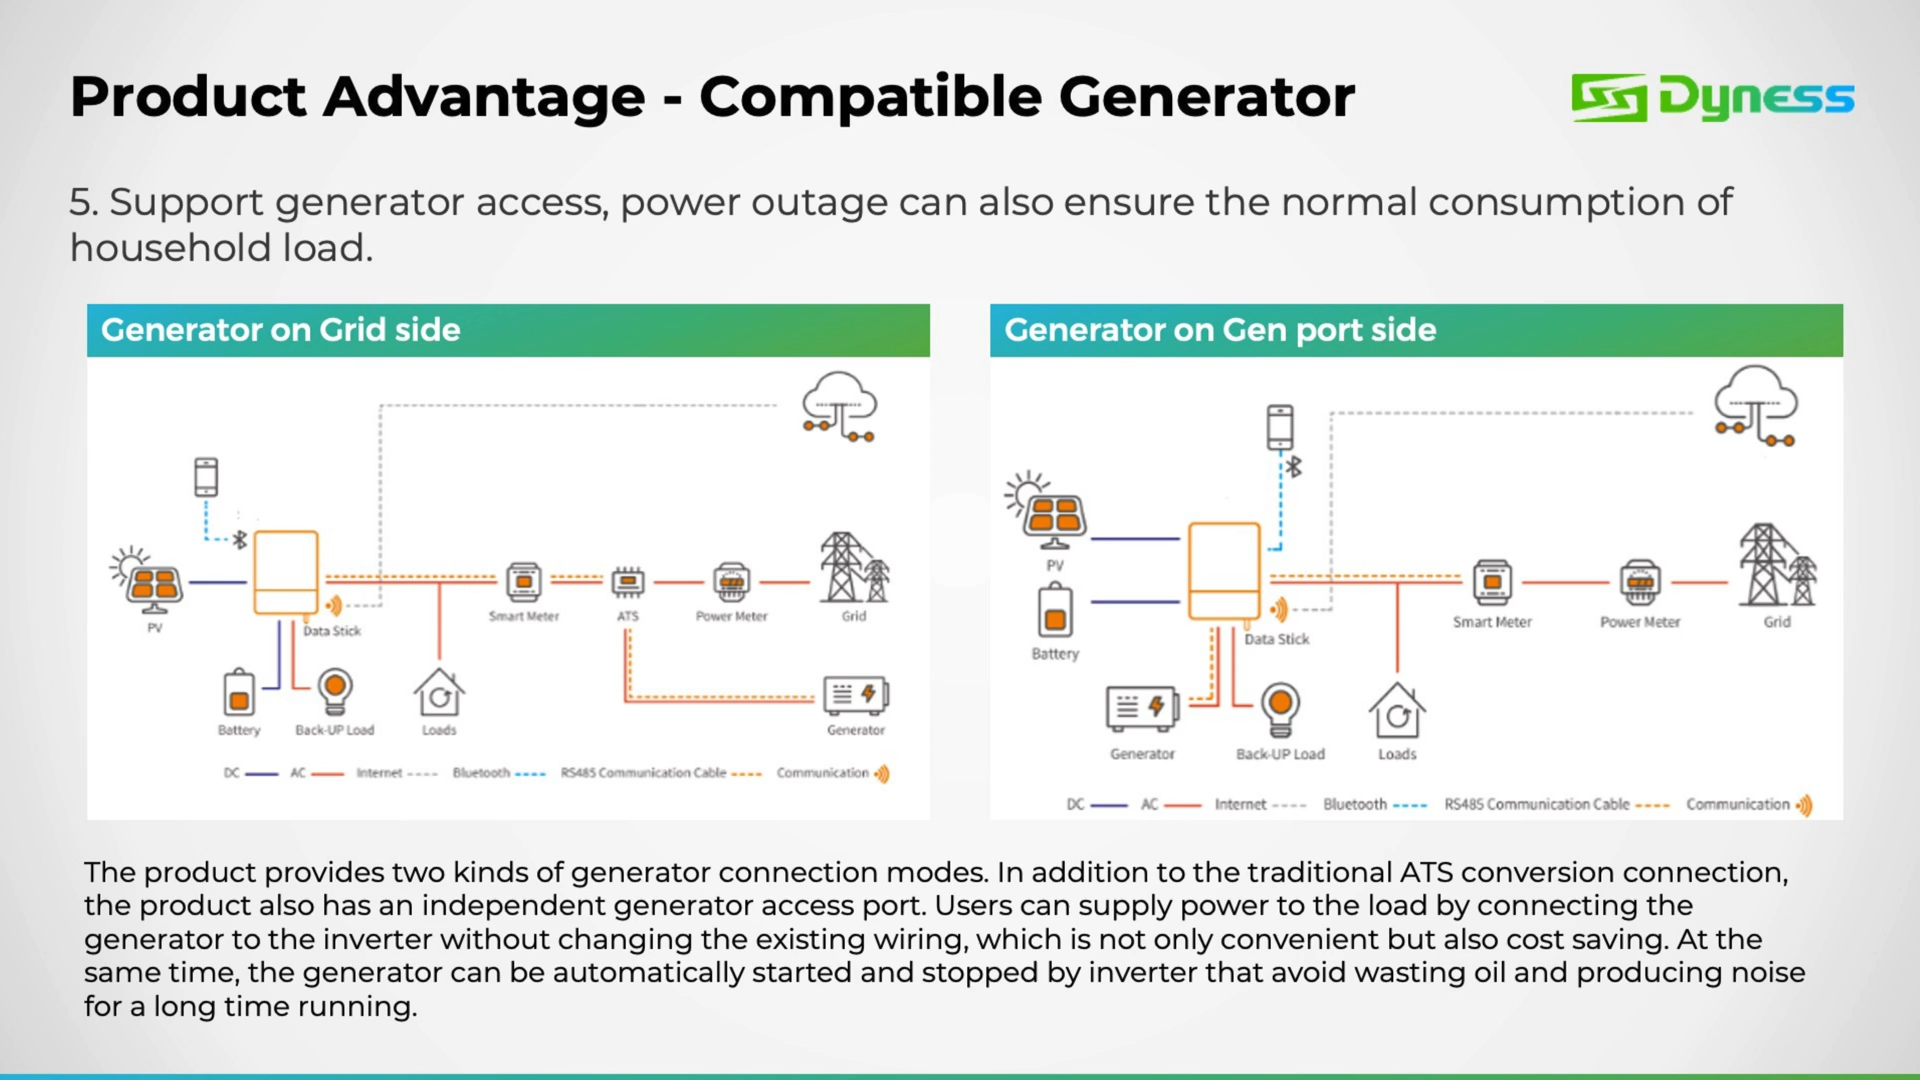 Product Advantage - Compatible Generator
Dyness
5. Support generator access, power outage can also ensure the normal consumption of
household load.
Generator on Grid side
PV
Data Stick
Smart Meter
ATS
Power Meter
Grid
Battery
Back-UP Load
Loads
Generator
DC AC Internet Bluetooth RS485 Communication Cable Communication
Generator on Gen port side
PV
Battery
Data Stick
Smart Meter
Power Meter
Grid
Generator
Back-UP Load
Loads
DC AC Internet Bluetooth RS485 Communication Cable Communication
The product provides two kinds of generator connection modes. In addition to the traditional ATS conversion connection,
the product also has an independent generator access port. Users can supply power to the load by connecting the
generator to the inverter without changing the existing wiring, which is not only convenient but also cost saving. At the
same time, the generator can be automatically started and stopped by inverter that avoid wasting oil and producing noise
for a long time running.